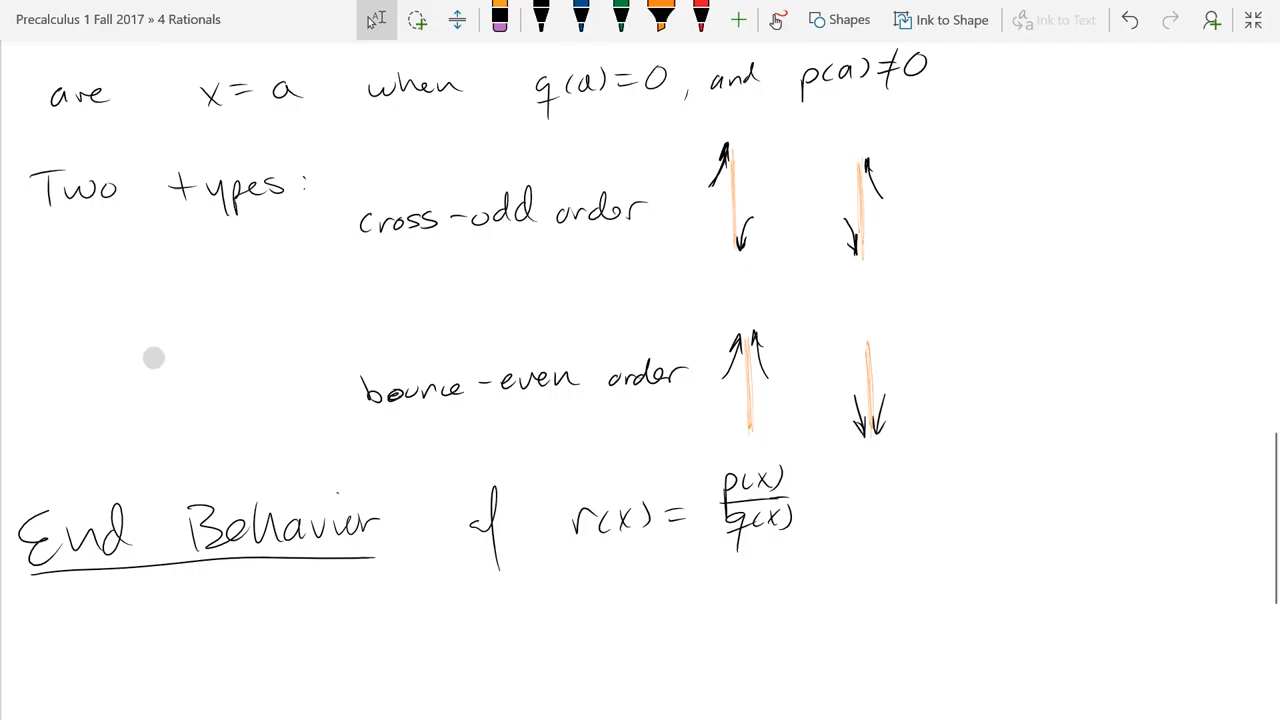 Precalculus 1 Fall 2017 » 4 Rationals Shapes Ink to Shape Ink to Text
are x = a when q(a)=0, and p(a)≠0
Two types:
cross-odd order
bounce-even order
End Behavior of r(x) = p(x)/q(x)